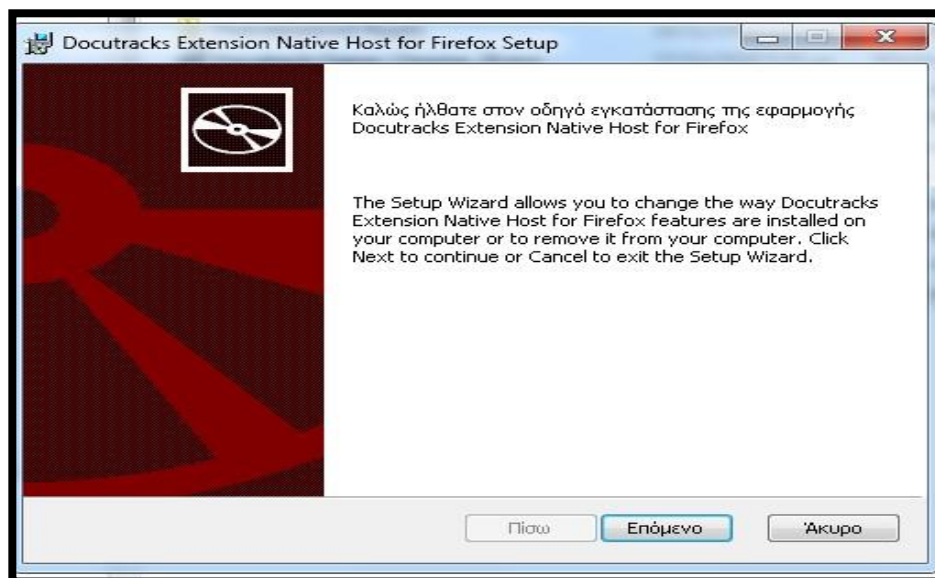 Docutracks Extension Native Host for Firefox Setup
Καλώς ήλθατε στον οδηγό εγκατάστασης της εφαρμογής
Docutracks Extension Native Host for Firefox
The Setup Wizard allows you to change the way Docutracks
Extension Native Host for Firefox features are installed on
your computer or to remove it from your computer. Click
Next to continue or Cancel to exit the Setup Wizard.
Πίσω
Επόμενο
Άκυρο